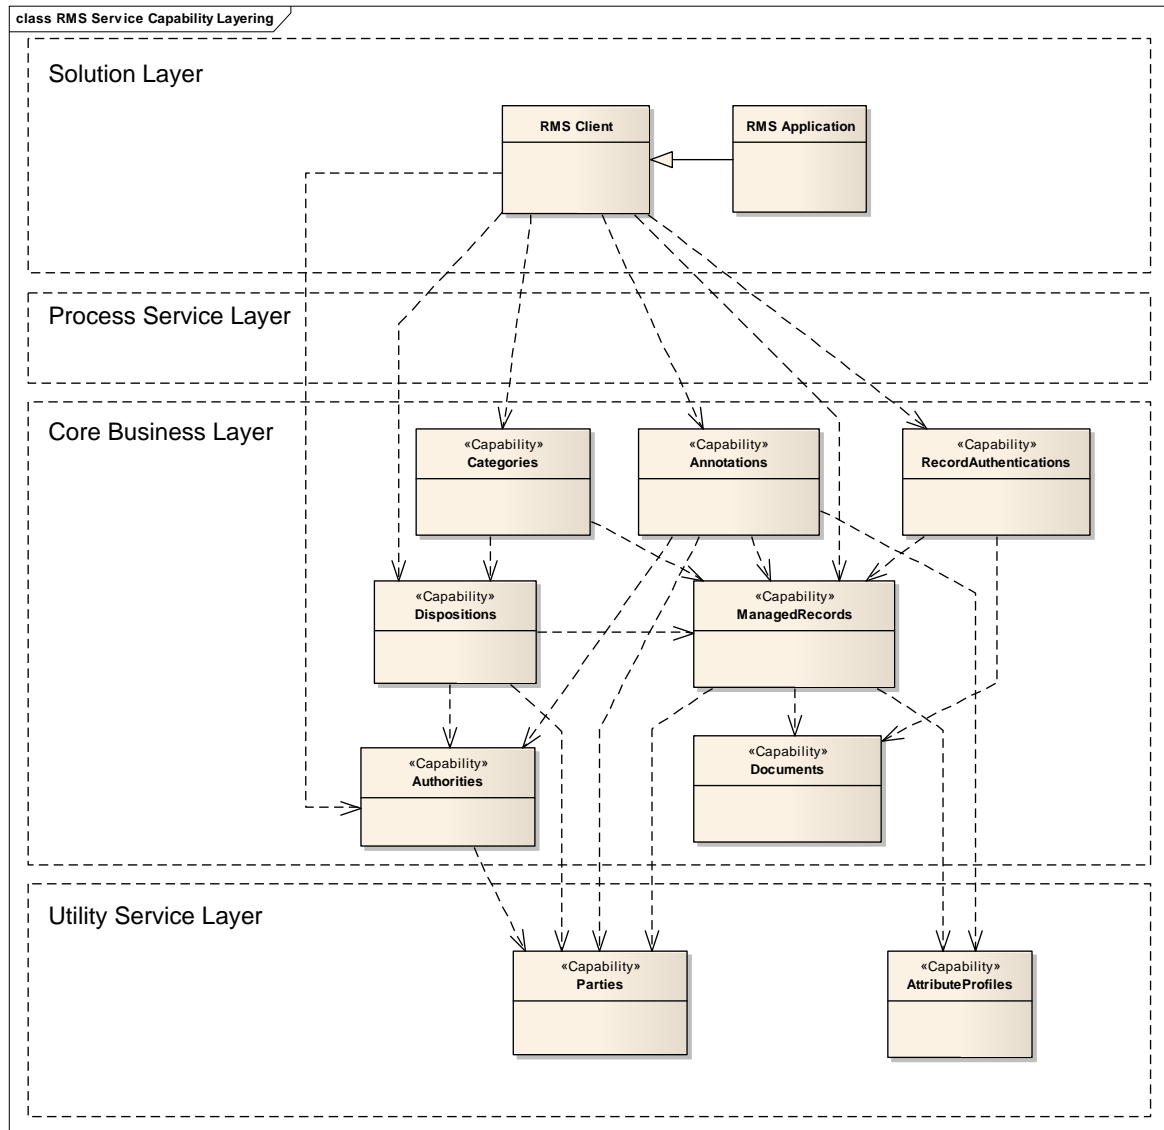 class RMS Service Capability Layering
Solution Layer
RMS Client
RMS Application
Process Service Layer
Core Business Layer
«Capability»
Categories
«Capability»
Annotations
«Capability»
RecordAuthentications
«Capability»
Dispositions
«Capability»
ManagedRecords
«Capability»
Authorities
«Capability»
Documents
Utility Service Layer
«Capability»
Parties
«Capability»
AttributeProfiles